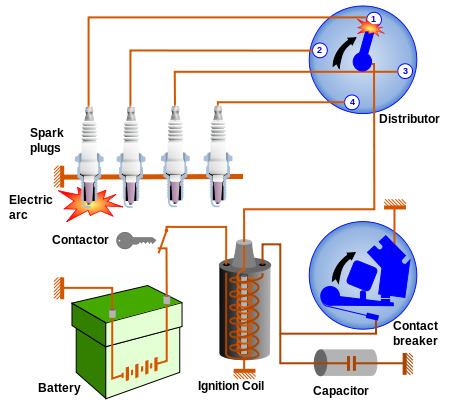 1
2
3
4
Distributor
Spark
plugs
Electric
arc
Contactor
Contact
breaker
Battery
Ignition Coil
Capacitor